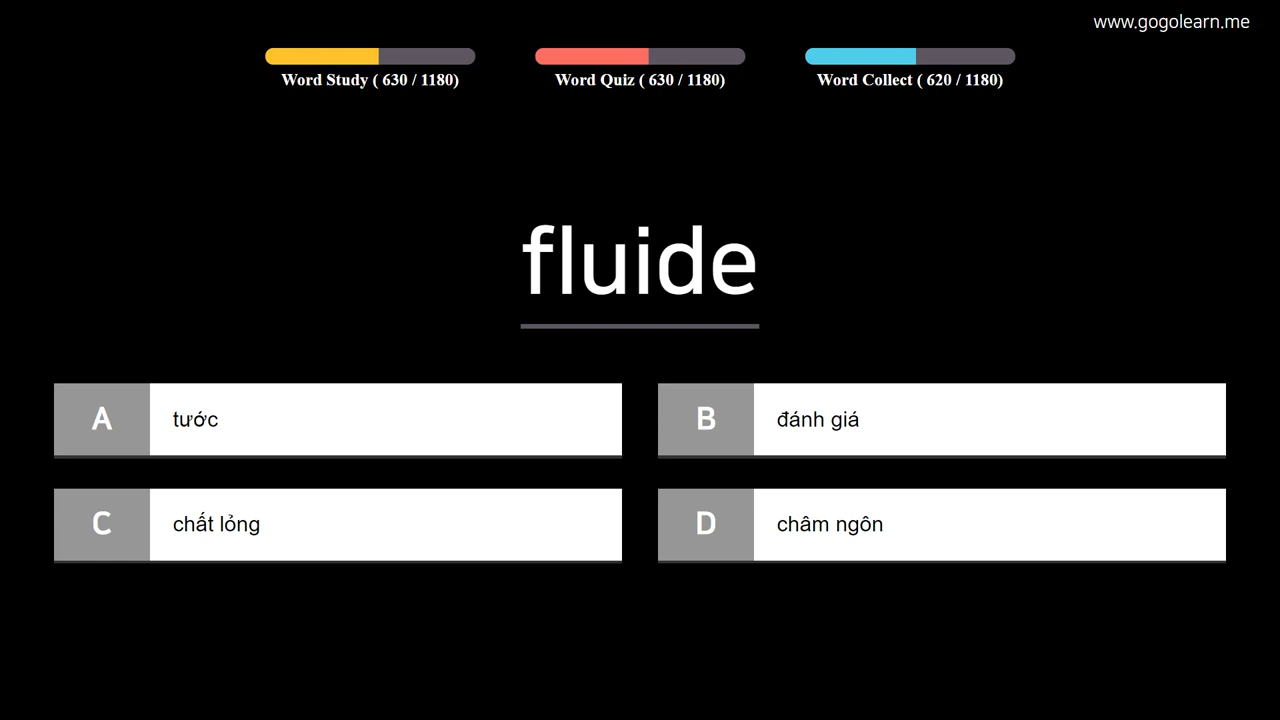 www.gogolearn.me
Word Study ( 630 / 1180)
Word Quiz ( 630 / 1180)
Word Collect ( 620 / 1180)
fluide
A tước
B đánh giá
C chất lỏng
D châm ngôn